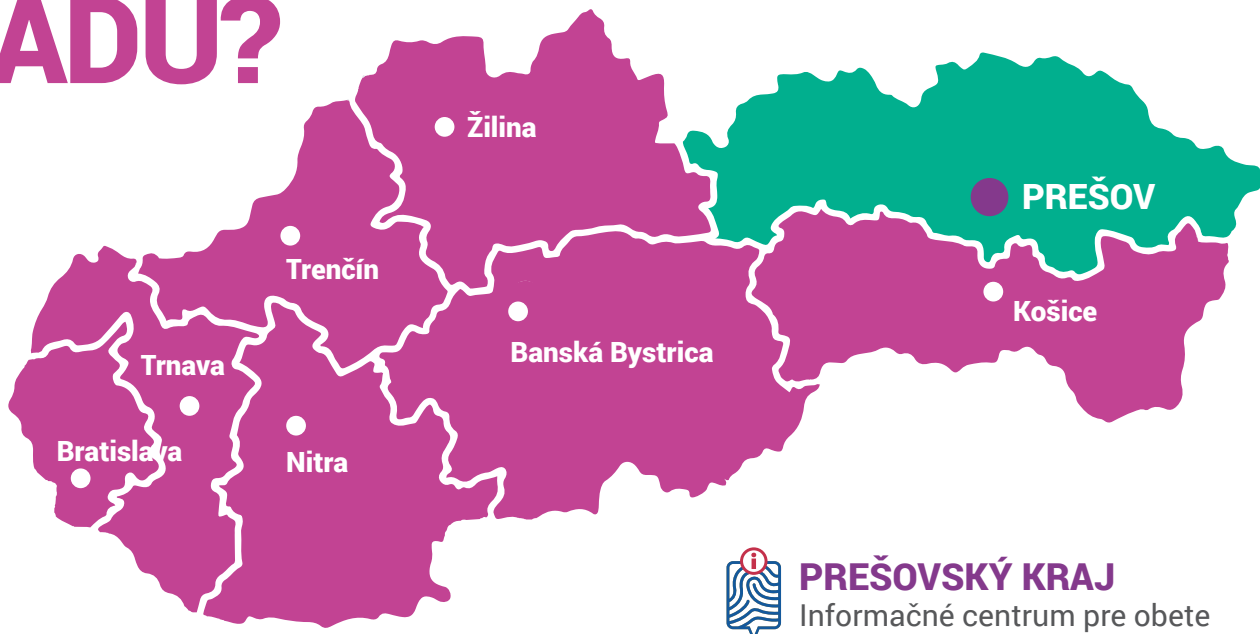 ADU?
Žilina
PREŠOV
Trenčín
Košice
Banská Bystrica
Trnava
Bratislava
Nitra
PREŠOVSKÝ KRAJ
Informačné centrum pre obete